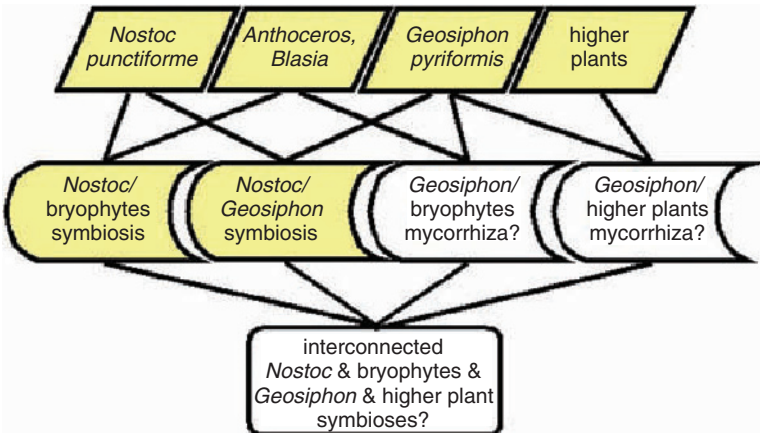 Nostoc
punctiforme
Anthoceros,
Blasia
Geosiphon
pyriformis
higher
plants
Nostoc/
bryophytes
symbiosis
Nostoc/
Geosiphon
symbiosis
Geosiphon/
bryophytes
mycorrhiza?
Geosiphon/
higher plants
mycorrhiza?
interconnected
Nostoc & bryophytes &
Geosiphon & higher plant
symbioses?